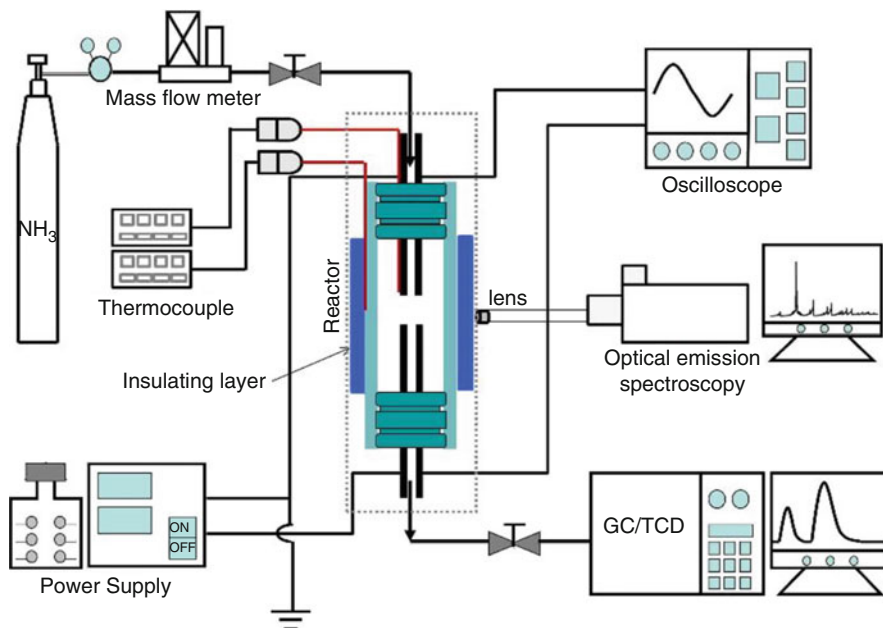 Mass flow meter
NH3
Thermocouple
Insulating layer
Reactor
Oscilloscope
lens
Optical emission
spectroscopy
ON
OFF
Power Supply
GC/TCD